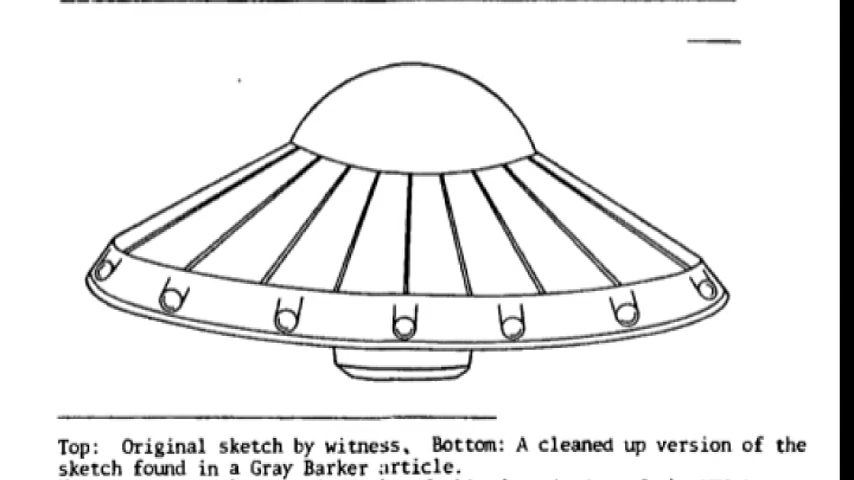 Top: Original sketch by witness. Bottom: A cleaned up version of the
sketch found in a Gray Barker article.